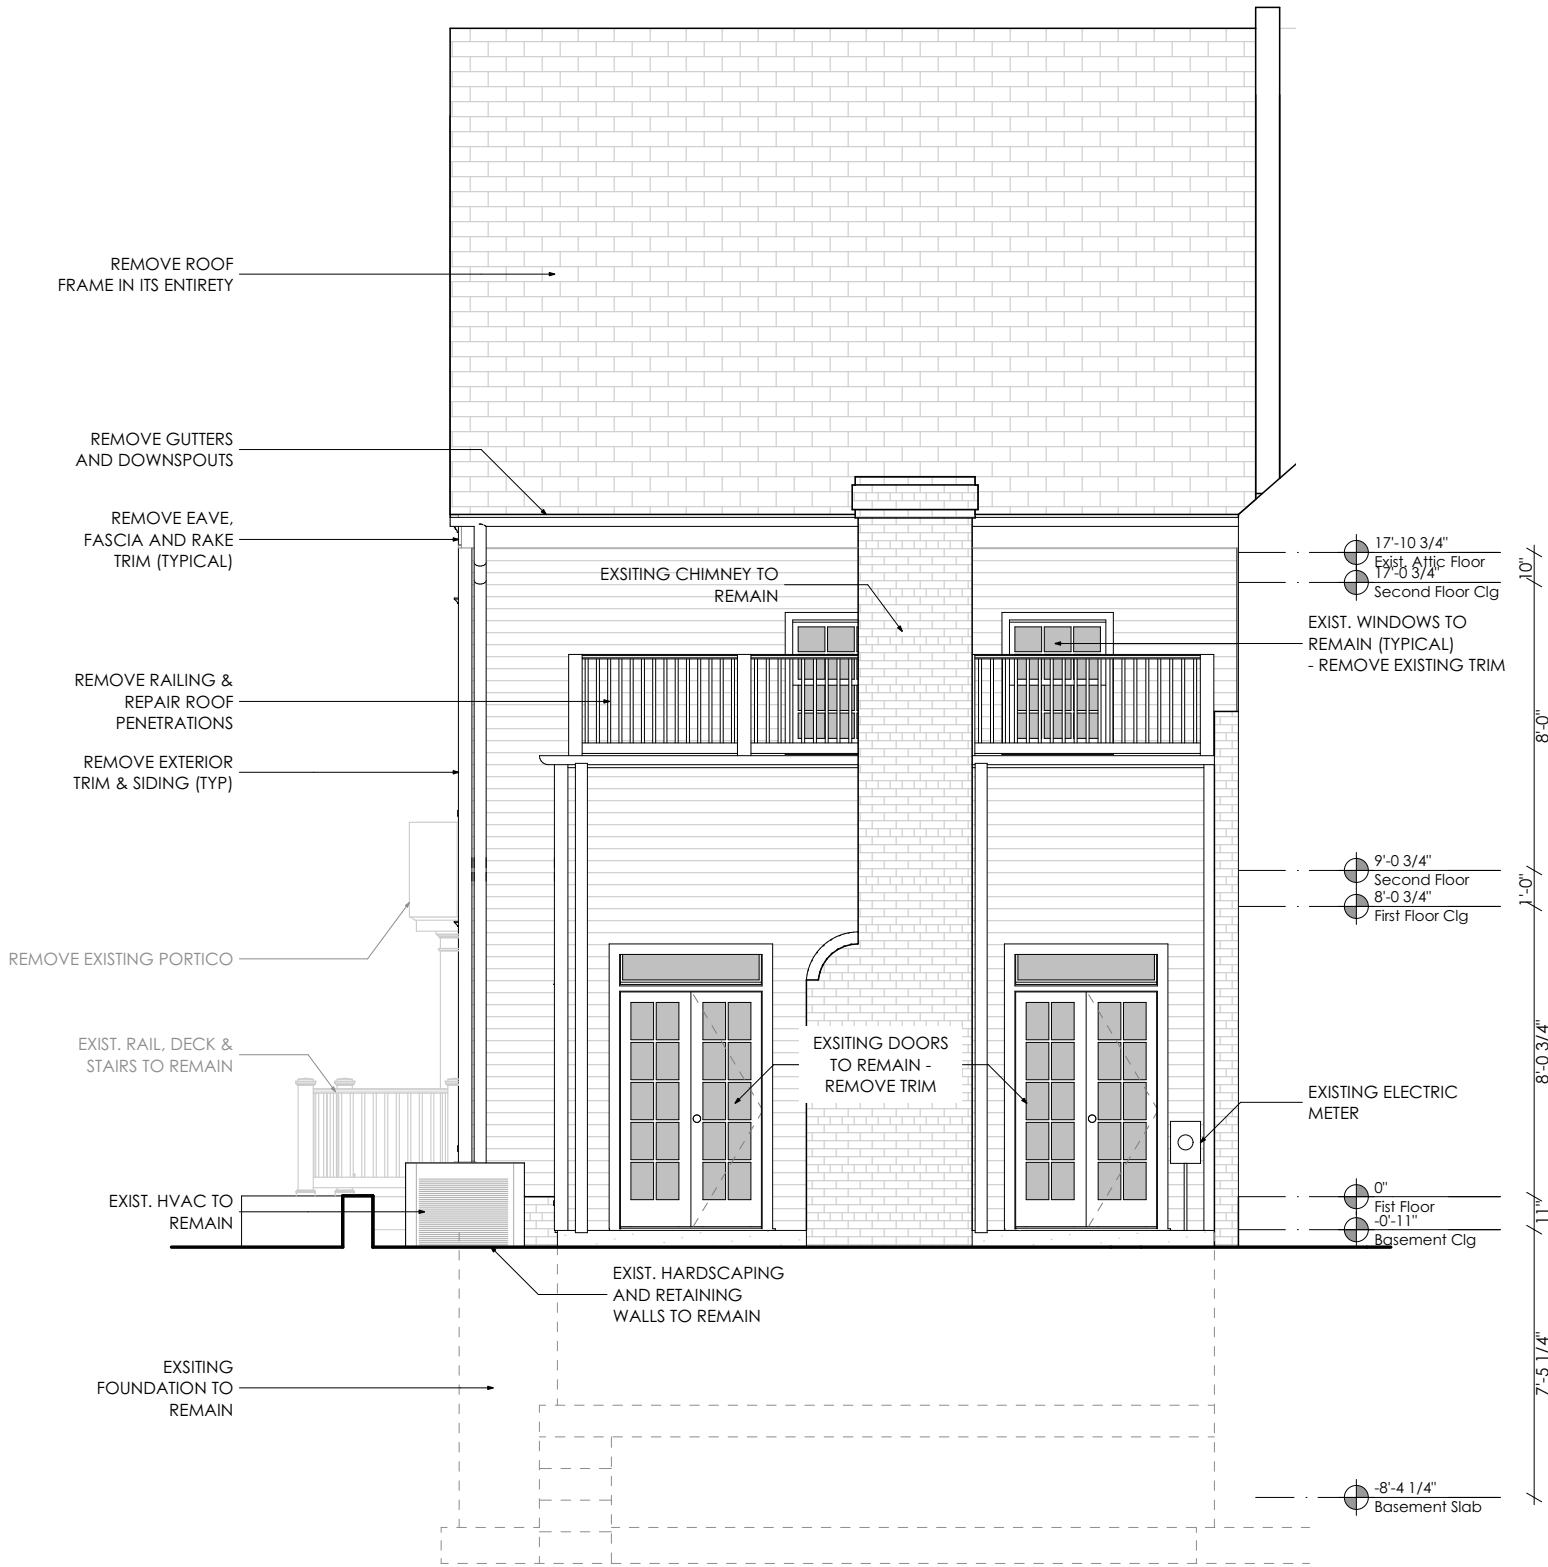 REMOVE ROOF
FRAME IN ITS ENTIRETY
REMOVE GUTTERS
AND DOWNSPOUTS
REMOVE EAVE,
FASCIA AND RAKE
TRIM (TYPICAL)
EXSITING CHIMNEY TO
REMAIN
REMOVE RAILING &
REPAIR ROOF
PENETRATIONS
REMOVE EXTERIOR
TRIM & SIDING (TYP)
REMOVE EXISTING PORTICO
EXIST. RAIL, DECK &
STAIRS TO REMAIN
EXIST. HVAC TO
REMAIN
EXSITING
FOUNDATION TO
REMAIN
EXIST. HARDSCAPING
AND RETAINING
WALLS TO REMAIN
EXSITING DOORS
TO REMAIN -
REMOVE TRIM
EXIST. WINDOWS TO
REMAIN (TYPICAL)
- REMOVE EXISTING TRIM
EXISTING ELECTRIC
METER
17'-10 3/4"
Exist. Attic Floor
17'-0 3/4"
Second Floor Clg
9'-0 3/4"
Second Floor
8'-0 3/4"
First Floor Clg
0"
Fist Floor
-0'-11"
Basement Clg
-8'-4 1/4"
Basement Slab
10"
8'-0"
1'-0"
8'-0 3/4"
11"
7'-5 1/4"